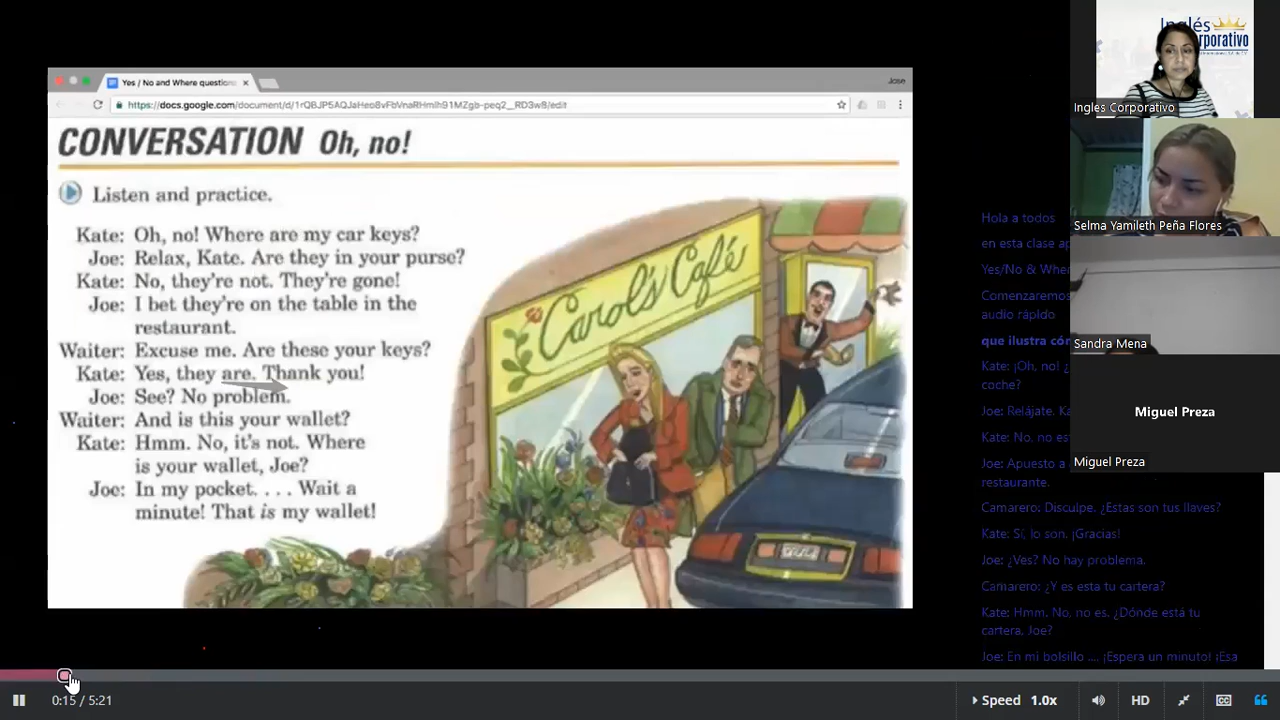 Yes / No and Where questions
Jose
https://docs.google.com/document/d/1rQBJP5AQJaHeo8vFbVnaRHmIh91MZgb-peq2__RD3w8/edit
CONVERSATION Oh, no!
Listen and practice.
Kate: Oh, no! Where are my car keys?
Joe: Relax, Kate. Are they in your purse?
Kate: No, they're not. They're gone!
Joe: I bet they're on the table in the
restaurant.
Waiter: Excuse me. Are these your keys?
Kate: Yes, they are. Thank you!
Joe: See? No problem.
Waiter: And is this your wallet?
Kate: Hmm. No, it's not. Where
is your wallet, Joe?
Joe: In my pocket. . . . Wait a
minute! That is my wallet!
Carol's Café
Hola a todos
en esta clase
Yes/No &
Comenzaremos
audio rápido
que ilustra
Kate: ¡Oh, no!
coche?
Joe: Relájate.
Kate: No, no
Joe: Apuesto a
restaurante.
Camarero: Disculpe. ¿Estas son tus llaves?
Kate: Sí, lo son. ¡Gracias!
Joe: ¿Ves? No hay problema.
Camarero: ¿Y es esta tu cartera?
Kate: Hmm. No, no es. ¿Dónde está tu
cartera, Joe?
Joe: En mi bolsillo .... ¡Espera un minuto! ¡Esa
Inglés
Corporativo
Ingles Corporativo
Selma Yamileth Peña Flores
Sandra Mena
Miguel Preza
Miguel Preza
0:15 / 5:21
Speed 1.0x
HD
CC